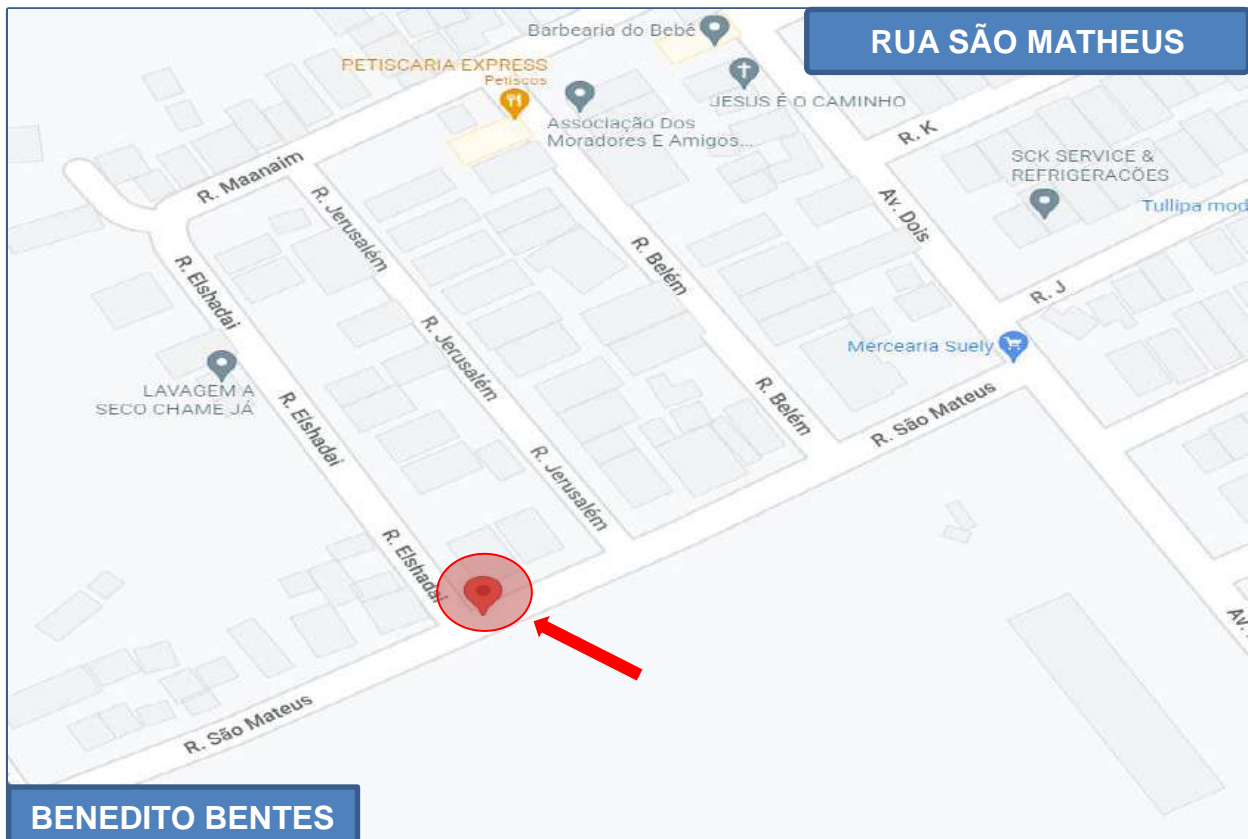 Barbearia do Bebê
RUA SÃO MATHEUS
PETISCARIA EXPRESS
Petiscos
JESUS É O CAMINHO
Associação Dos
Moradores E Amigos...
R. K
SCK SERVICE &
REFRIGERACÕES
R. Maanaim
R. Jerusalém
Av. Dois
Tullipa mod
R. Belém
R. Elshadai
R. J
R. Jerusalém
Mercearia Suely
LAVAGEM A
SECO CHAME JÁ
R. Elshadai
R. Belém
R. São Mateus
R. Jerusalém
R. Elshadai
Av.
R. São Mateus
BENEDITO BENTES